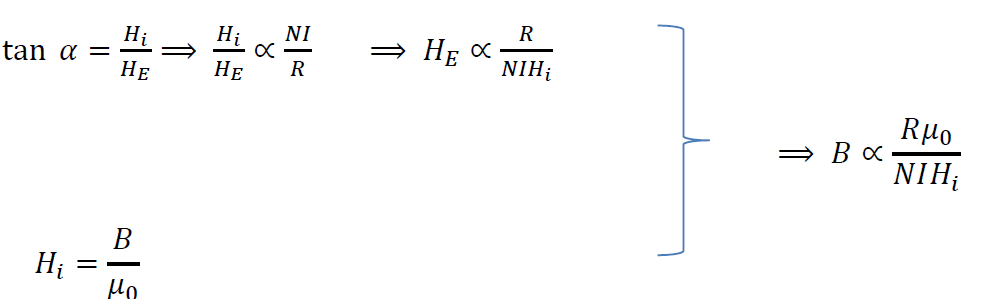 tan α = H_i/H_E ⟹ H_i/H_E ∝ NI/R ⟹ H_E ∝ R/NIH_i
⟹ B ∝ Rμ_0/NIH_i
H_i = B/μ_0